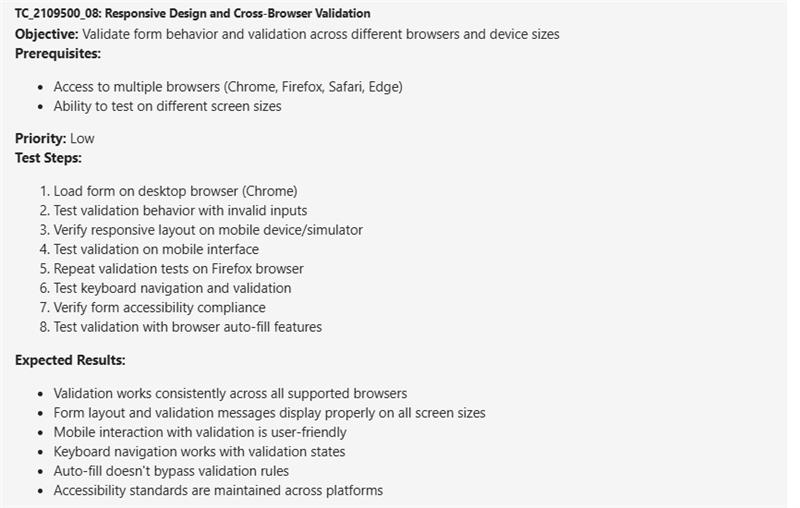 TC_2109500_08: Responsive Design and Cross-Browser Validation
Objective: Validate form behavior and validation across different browsers and device sizes
Prerequisites:
• Access to multiple browsers (Chrome, Firefox, Safari, Edge)
• Ability to test on different screen sizes
Priority: Low
Test Steps:
1. Load form on desktop browser (Chrome)
2. Test validation behavior with invalid inputs
3. Verify responsive layout on mobile device/simulator
4. Test validation on mobile interface
5. Repeat validation tests on Firefox browser
6. Test keyboard navigation and validation
7. Verify form accessibility compliance
8. Test validation with browser auto-fill features
Expected Results:
• Validation works consistently across all supported browsers
• Form layout and validation messages display properly on all screen sizes
• Mobile interaction with validation is user-friendly
• Keyboard navigation works with validation states
• Auto-fill doesn't bypass validation rules
• Accessibility standards are maintained across platforms